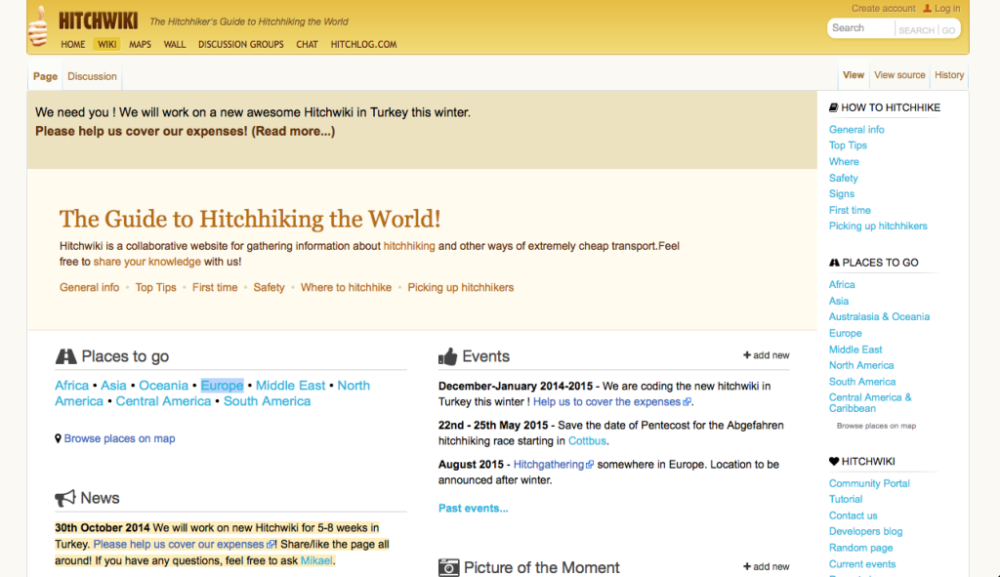 Create account Log in
HITCHWIKI The Hitchhiker's Guide to Hitchhiking the World
Search SEARCH GO
HOME WIKI MAPS WALL DISCUSSION GROUPS CHAT HITCHLOG.COM
Page Discussion View View source History
We need you ! We will work on a new awesome Hitchwiki in Turkey this winter.
Please help us cover our expenses! (Read more...)
The Guide to Hitchhiking the World!
Hitchwiki is a collaborative website for gathering information about hitchhiking and other ways of extremely cheap transport.Feel
free to share your knowledge with us!
General info • Top Tips • First time • Safety • Where to hitchhike • Picking up hitchhikers
Places to go
Africa • Asia • Oceania • Europe • Middle East • North
America • Central America • South America
Browse places on map
News
30th October 2014 We will work on new Hitchwiki for 5-8 weeks in
Turkey. Please help us cover our expenses! Share/like the page all
around! If you have any questions, feel free to ask Mikael.
Events
+ add new
December-January 2014-2015 - We are coding the new hitchwiki in
Turkey this winter ! Help us to cover the expenses.
22nd - 25th May 2015 - Save the date of Pentecost for the Abgefahren
hitchhiking race starting in Cottbus.
August 2015 - Hitchgathering somewhere in Europe. Location to be
announced after winter.
Past events...
Picture of the Moment
+ add new
HOW TO HITCHHIKE
General info
Top Tips
Where
Safety
Signs
First time
Picking up hitchhikers
PLACES TO GO
Africa
Asia
Australasia & Oceania
Europe
Middle East
North America
South America
Central America &
Caribbean
Browse places on map
HITCHWIKI
Community Portal
Tutorial
Contact us
Developers blog
Random page
Current events